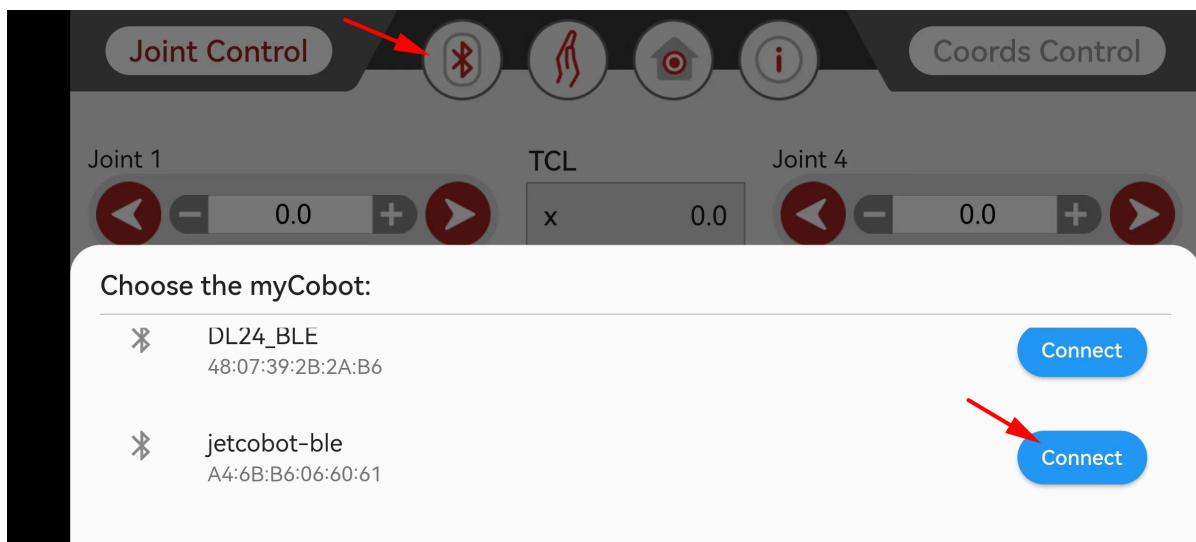 Joint Control
Coords Control
Joint 1
TCL
Joint 4
0.0
x 0.0
0.0
Choose the myCobot:
DL24_BLE
Connect
48:07:39:2B:2A:B6
jetcobot-ble
Connect
A4:6B:B6:06:60:61